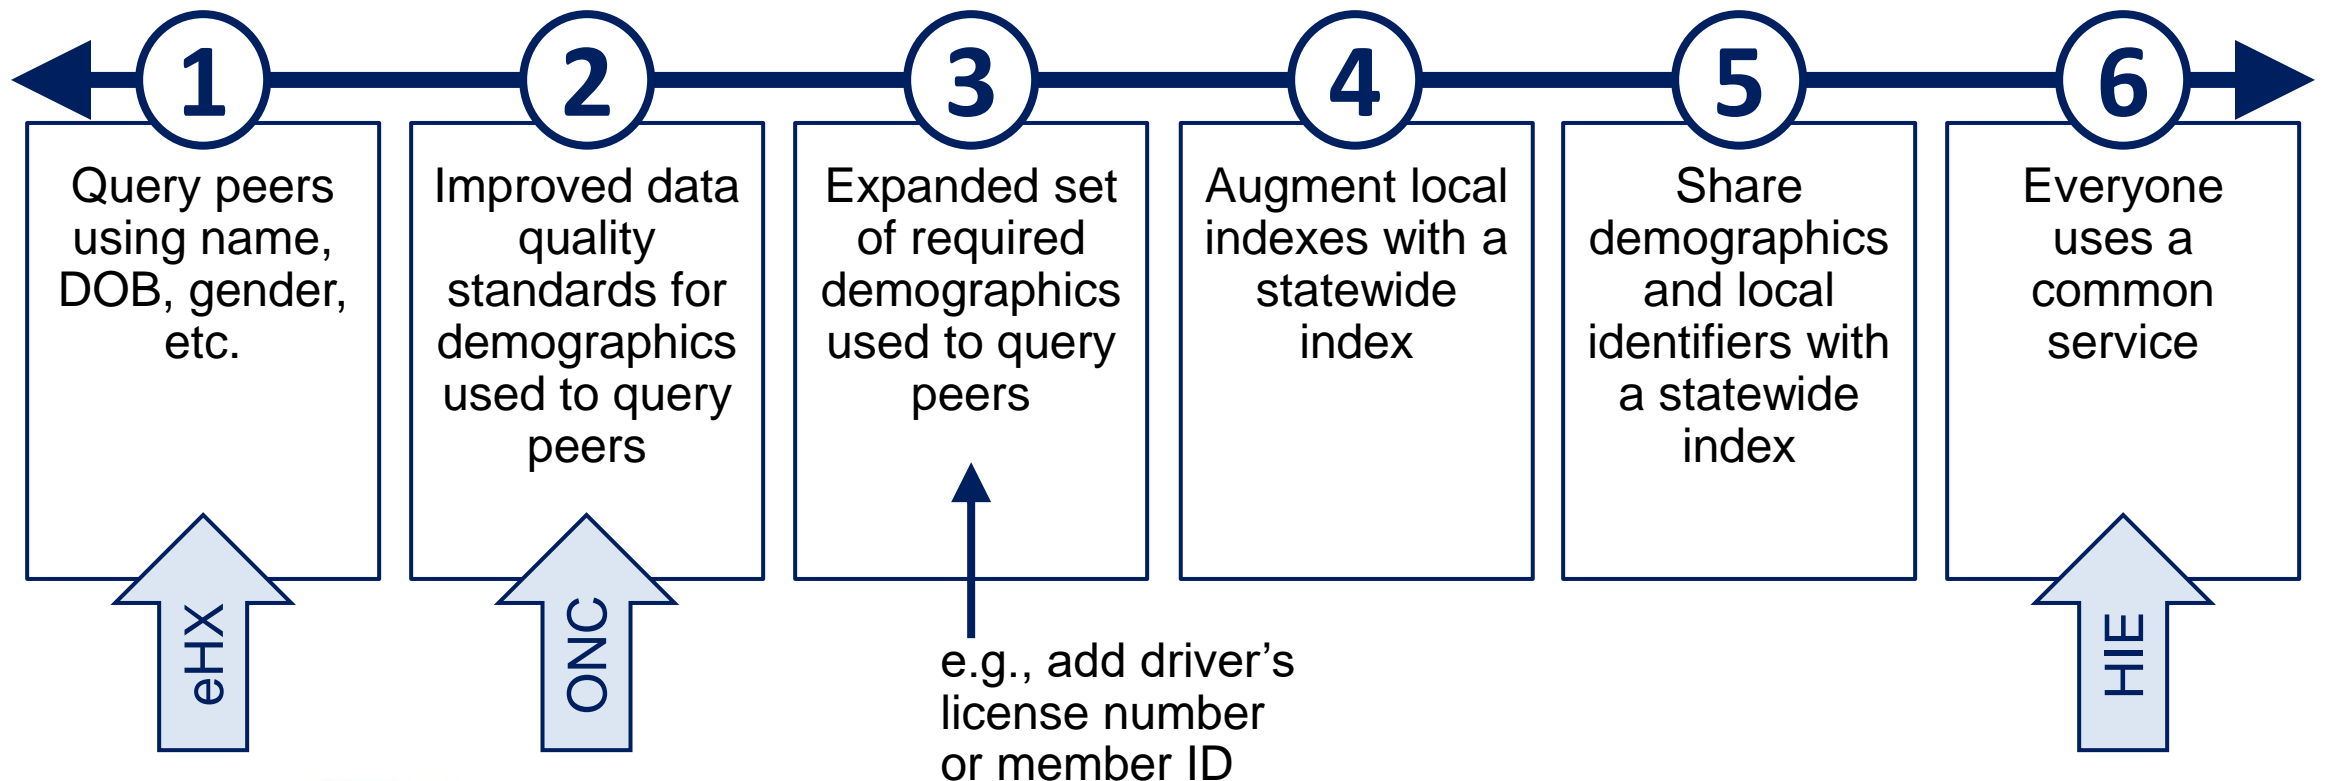 1
Query peers
using name,
DOB, gender,
etc.
eHX
2
Improved data
quality
standards for
demographics
used to query
peers
ONC
3
Expanded set
of required
demographics
used to query
peers
e.g., add driver’s
license number
or member ID
4
Augment local
indexes with a
statewide
index
5
Share
demographics
and local
identifiers with
a statewide
index
6
Everyone
uses a
common
service
HIE